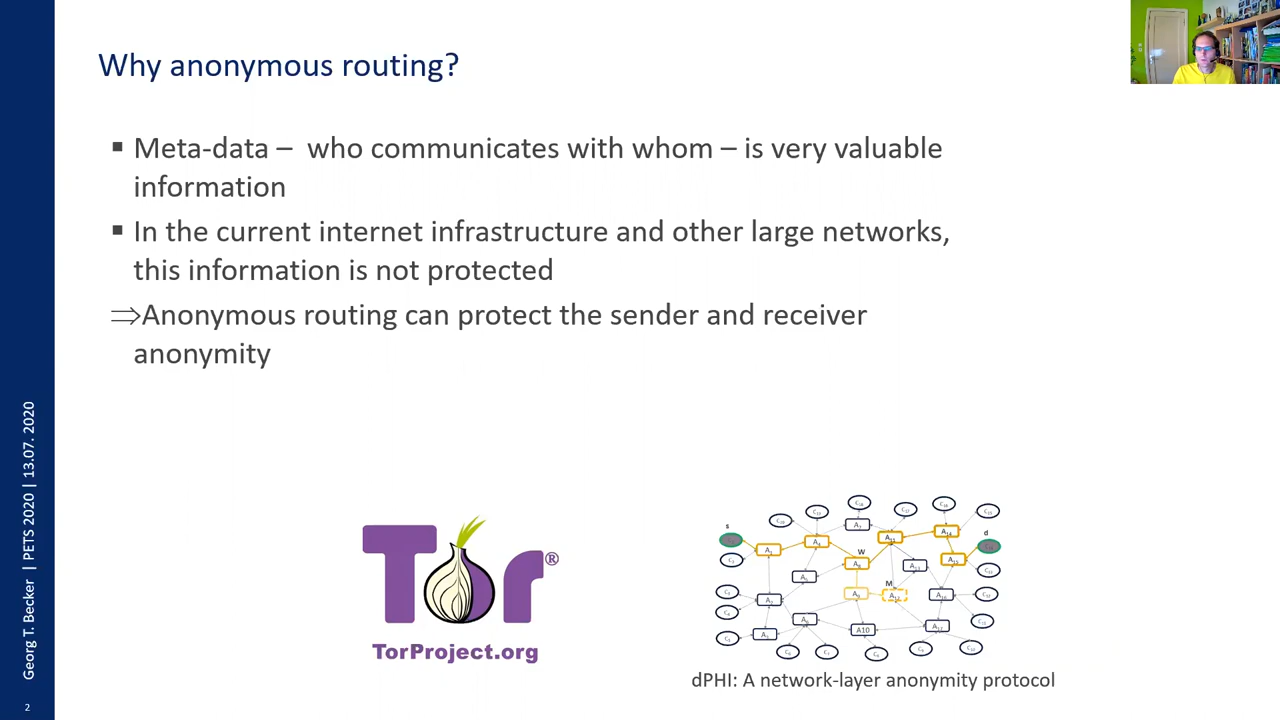 Why anonymous routing?
▪ Meta-data – who communicates with whom – is very valuable
information
▪ In the current internet infrastructure and other large networks,
this information is not protected
⇒Anonymous routing can protect the sender and receiver
anonymity
Georg T. Becker | PETS 2020 | 13.07. 2020
2
Tor®
TorProject.org
s
d
W
M
A10
dPHI: A network-layer anonymity protocol